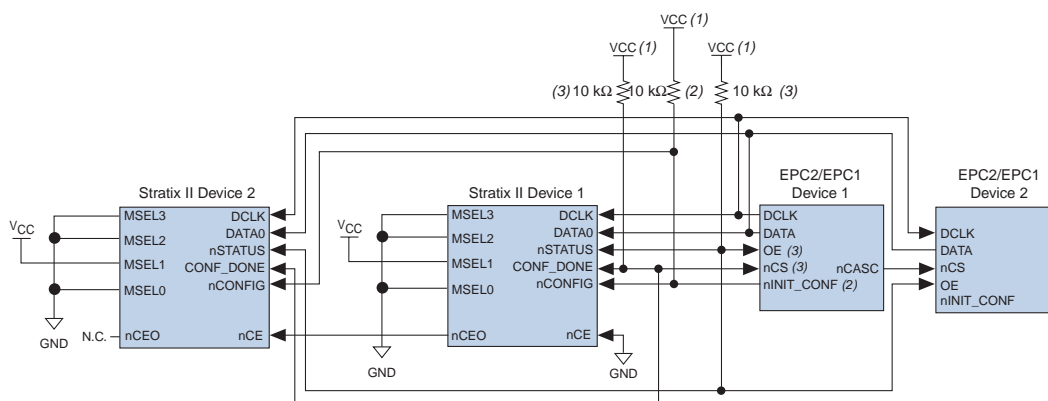 VCC (1)
VCC (1) VCC (1)
(3) 10 kΩ 10 kΩ (2) 10 kΩ (3)
Stratix II Device 2
MSEL3 DCLK
MSEL2 DATA0
nSTATUS
MSEL1 CONF_DONE
nCONFIG
MSEL0
nCEO nCE
VCC
GND
N.C.
Stratix II Device 1
MSEL3 DCLK
MSEL2 DATA0
nSTATUS
MSEL1 CONF_DONE
nCONFIG
MSEL0
nCEO nCE
VCC
GND
GND
EPC2/EPC1
Device 1
DCLK
DATA
OE (3)
nCS (3) nCASC
nINIT_CONF (2)
EPC2/EPC1
Device 2
DCLK
DATA
nCS
OE
nINIT_CONF